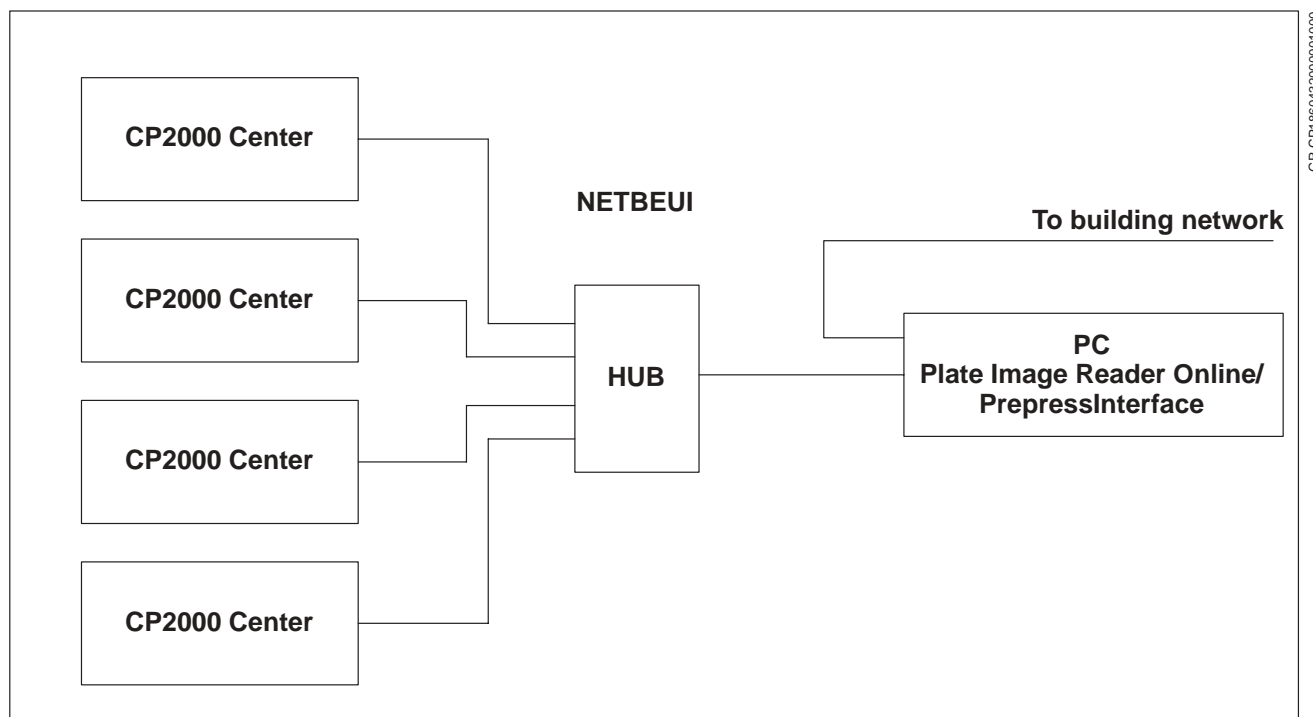 CP2000 Center
NETBEUI
To building network
CP2000 Center
HUB
PC
Plate Image Reader Online/
PrepressInterface
CP2000 Center
CP2000 Center